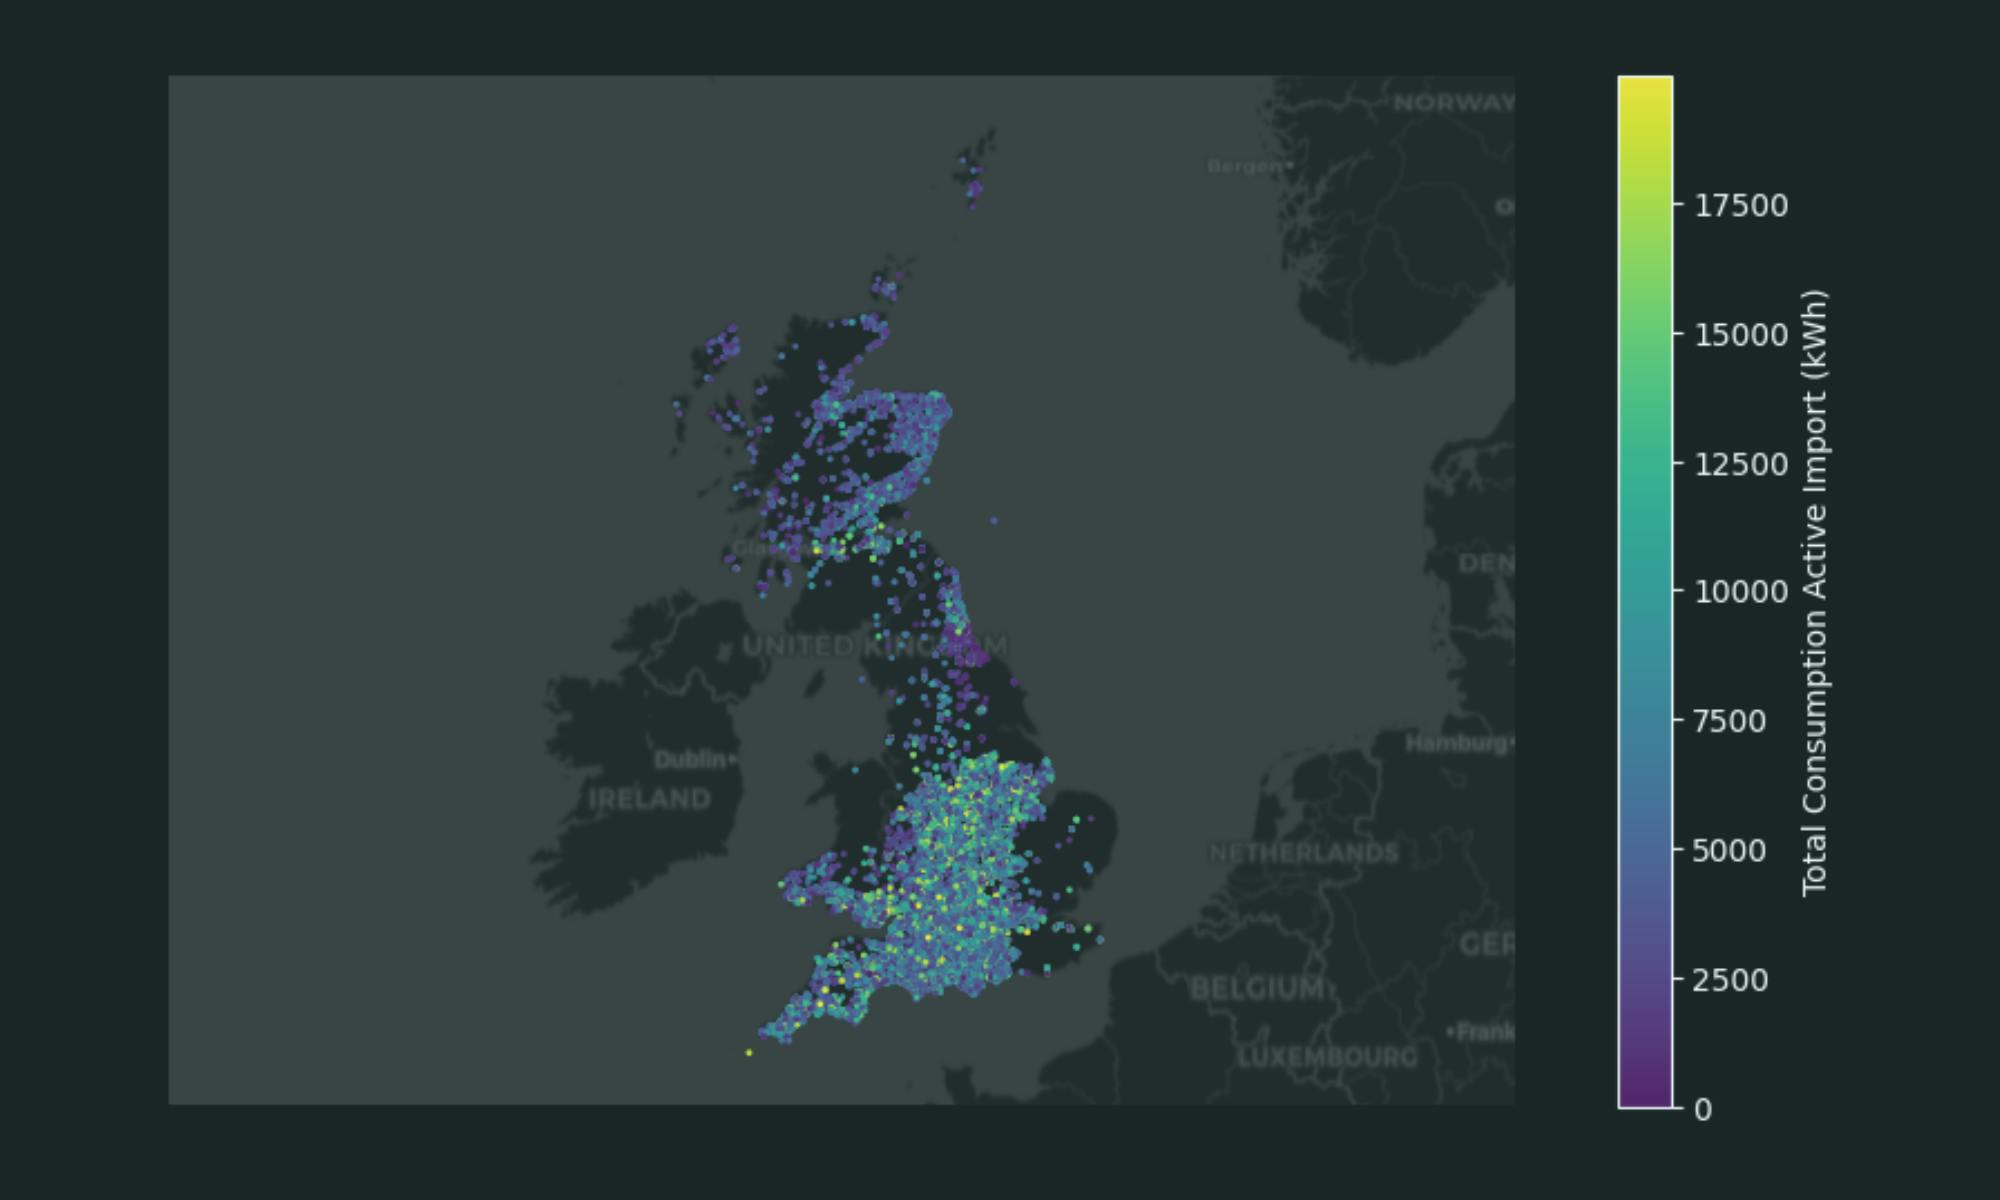 NORWAY
Bergen
O
UNITED KINGDOM
DEN
Dublin
IRELAND
Hamburg
NETHERLANDS
GER
BELGIUM
Frank
LUXEMBOURG
17500
15000
12500
10000
7500
5000
2500
0
Total Consumption Active Import (kWh)